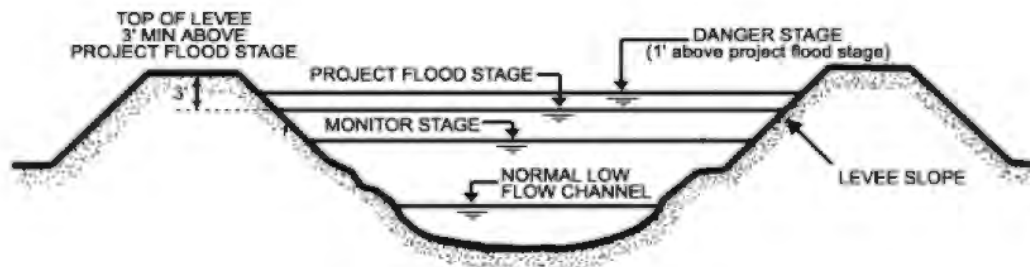 TOP OF LEVEE
3' MIN ABOVE
PROJECT FLOOD STAGE
DANGER STAGE
(1' above project flood stage)
PROJECT FLOOD STAGE
3'
MONITOR STAGE
NORMAL LOW
FLOW CHANNEL
LEVEE SLOPE